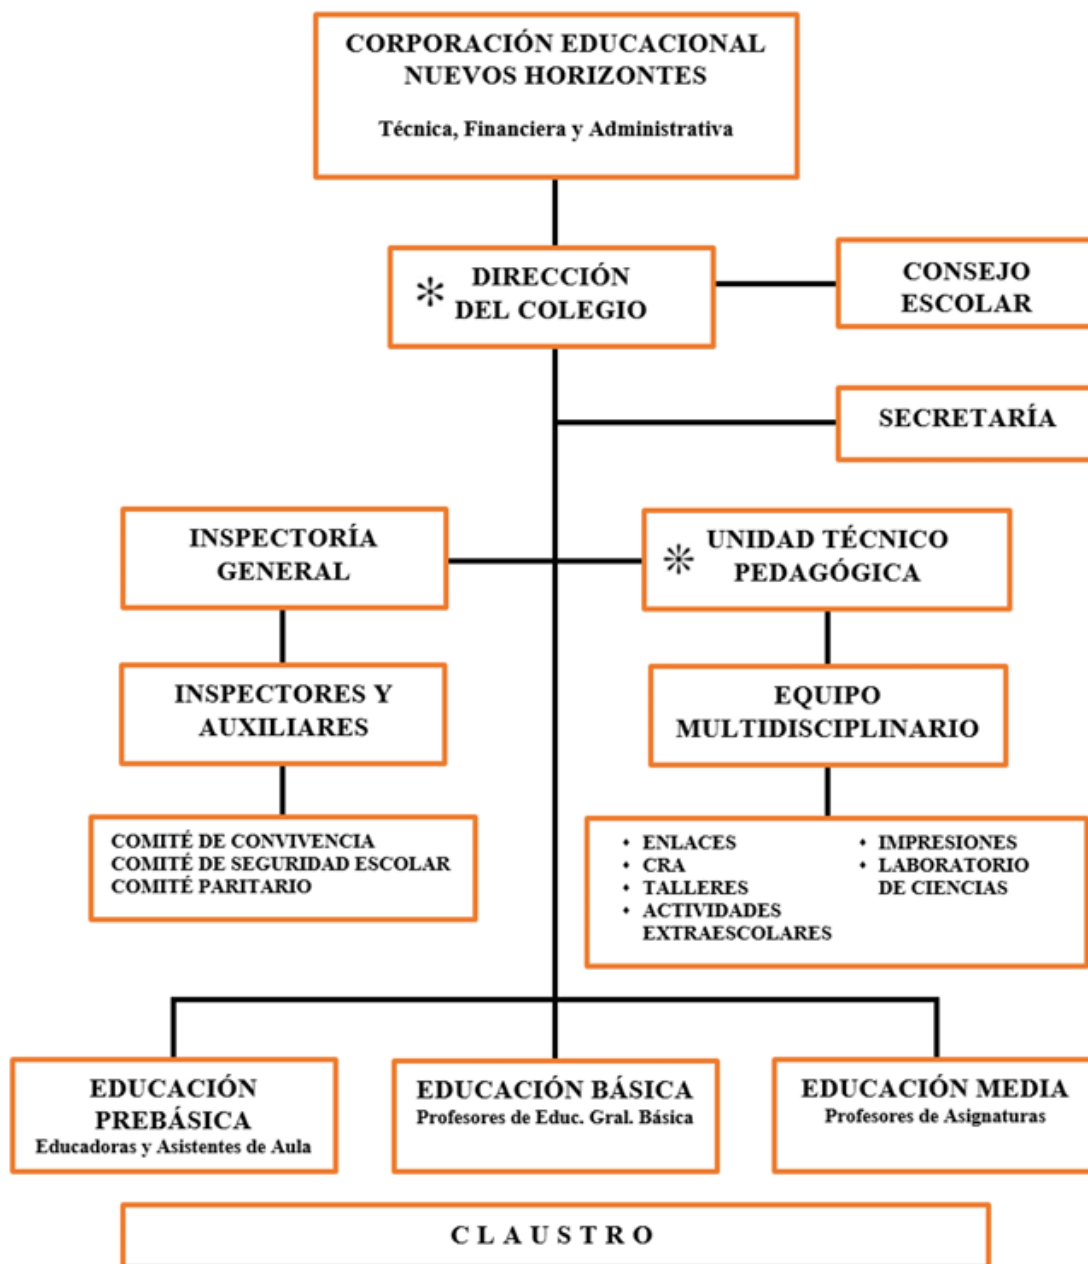 CORPORACIÓN EDUCACIONAL
NUEVOS HORIZONTES
Técnica, Financiera y Administrativa
DIRECCIÓN
DEL COLEGIO
CONSEJO
ESCOLAR
SECRETARÍA
INSPECTORÍA
GENERAL
UNIDAD TÉCNICO
PEDAGÓGICA
INSPECTORES Y
AUXILIARES
EQUIPO
MULTIDISCIPLINARIO
COMITÉ DE CONVIVENCIA
COMITÉ DE SEGURIDAD ESCOLAR
COMITÉ PARITARIO
ENLACES
CRA
TALLERES
ACTIVIDADES
EXTRAESCOLARES
IMPRESIONES
LABORATORIO
DE CIENCIAS
EDUCACIÓN
PREBÁSICA
Educadoras y Asistentes de Aula
EDUCACIÓN BÁSICA
Profesores de Educ. Gral. Básica
EDUCACIÓN MEDIA
Profesores de Asignaturas
C L A U S T R O